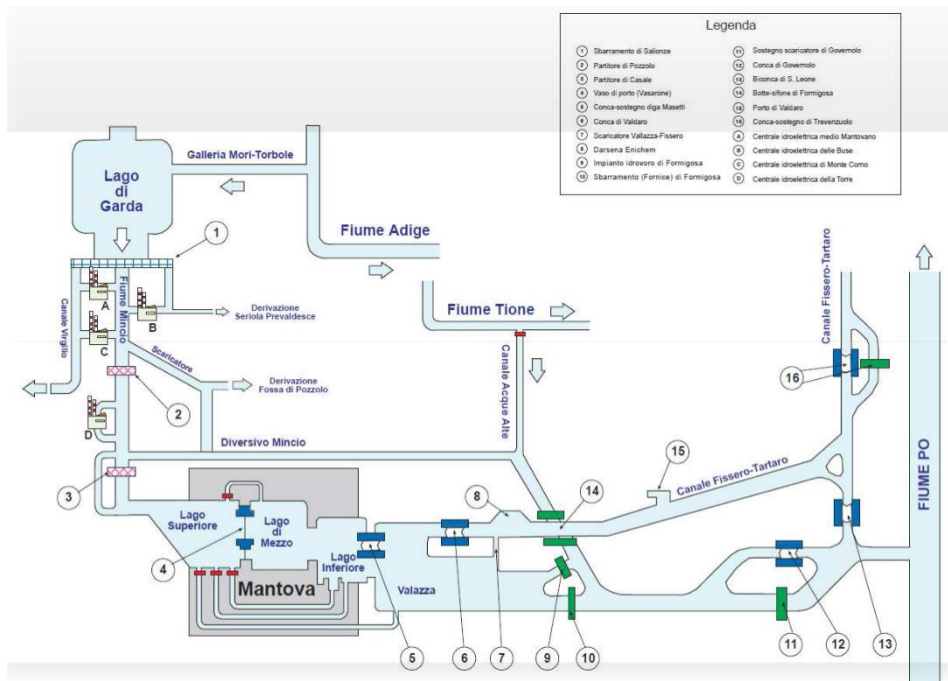 Legenda
1 Sbarramento di Salionze
2 Partitore di Pozzolo
3 Partitore di Casale
4 Vaso di porto (Vasarone)
5 Conca-sostegno diga Masetti
6 Conca di Valdaro
7 Scaricatore Vallazza-Fissero
8 Darsena Enichem
9 Impianto idrovoro di Formigosa
10 Sbarramento (Fornice) di Formigosa
11 Sostegno scaricatore di Governolo
12 Conca di Governolo
13 Biconca di S. Leone
14 Botte-sifone di Formigosa
15 Porto di Valdaro
16 Conca-sostegno di Trevenzuolo
A Centrale idroelettrica medio Mantovano
B Centrale idroelettrica delle Buse
C Centrale idroelettrica di Monte Corno
D Centrale idroelettrica della Torre
Galleria Mori-Torbole
Lago
di
Garda
1
Fiume Adige
Fiume Mincio
Canale Virgilio
A
B
C
D
Derivazione
Seriola Prevaldesce
Scaricatore
Derivazione
Fossa di Pozzolo
2
Fiume Tione
Canale Acque Alte
Canale Fissero-Tartaro
16
Diversivo Mincio
3
Lago
Superiore
4
Lago
di
Mezzo
Lago
Inferiore
Mantova
Valazza
5
6
7
8
9
10
14
15
Canale Fissero-Tartaro
11
12
13
FIUME PO